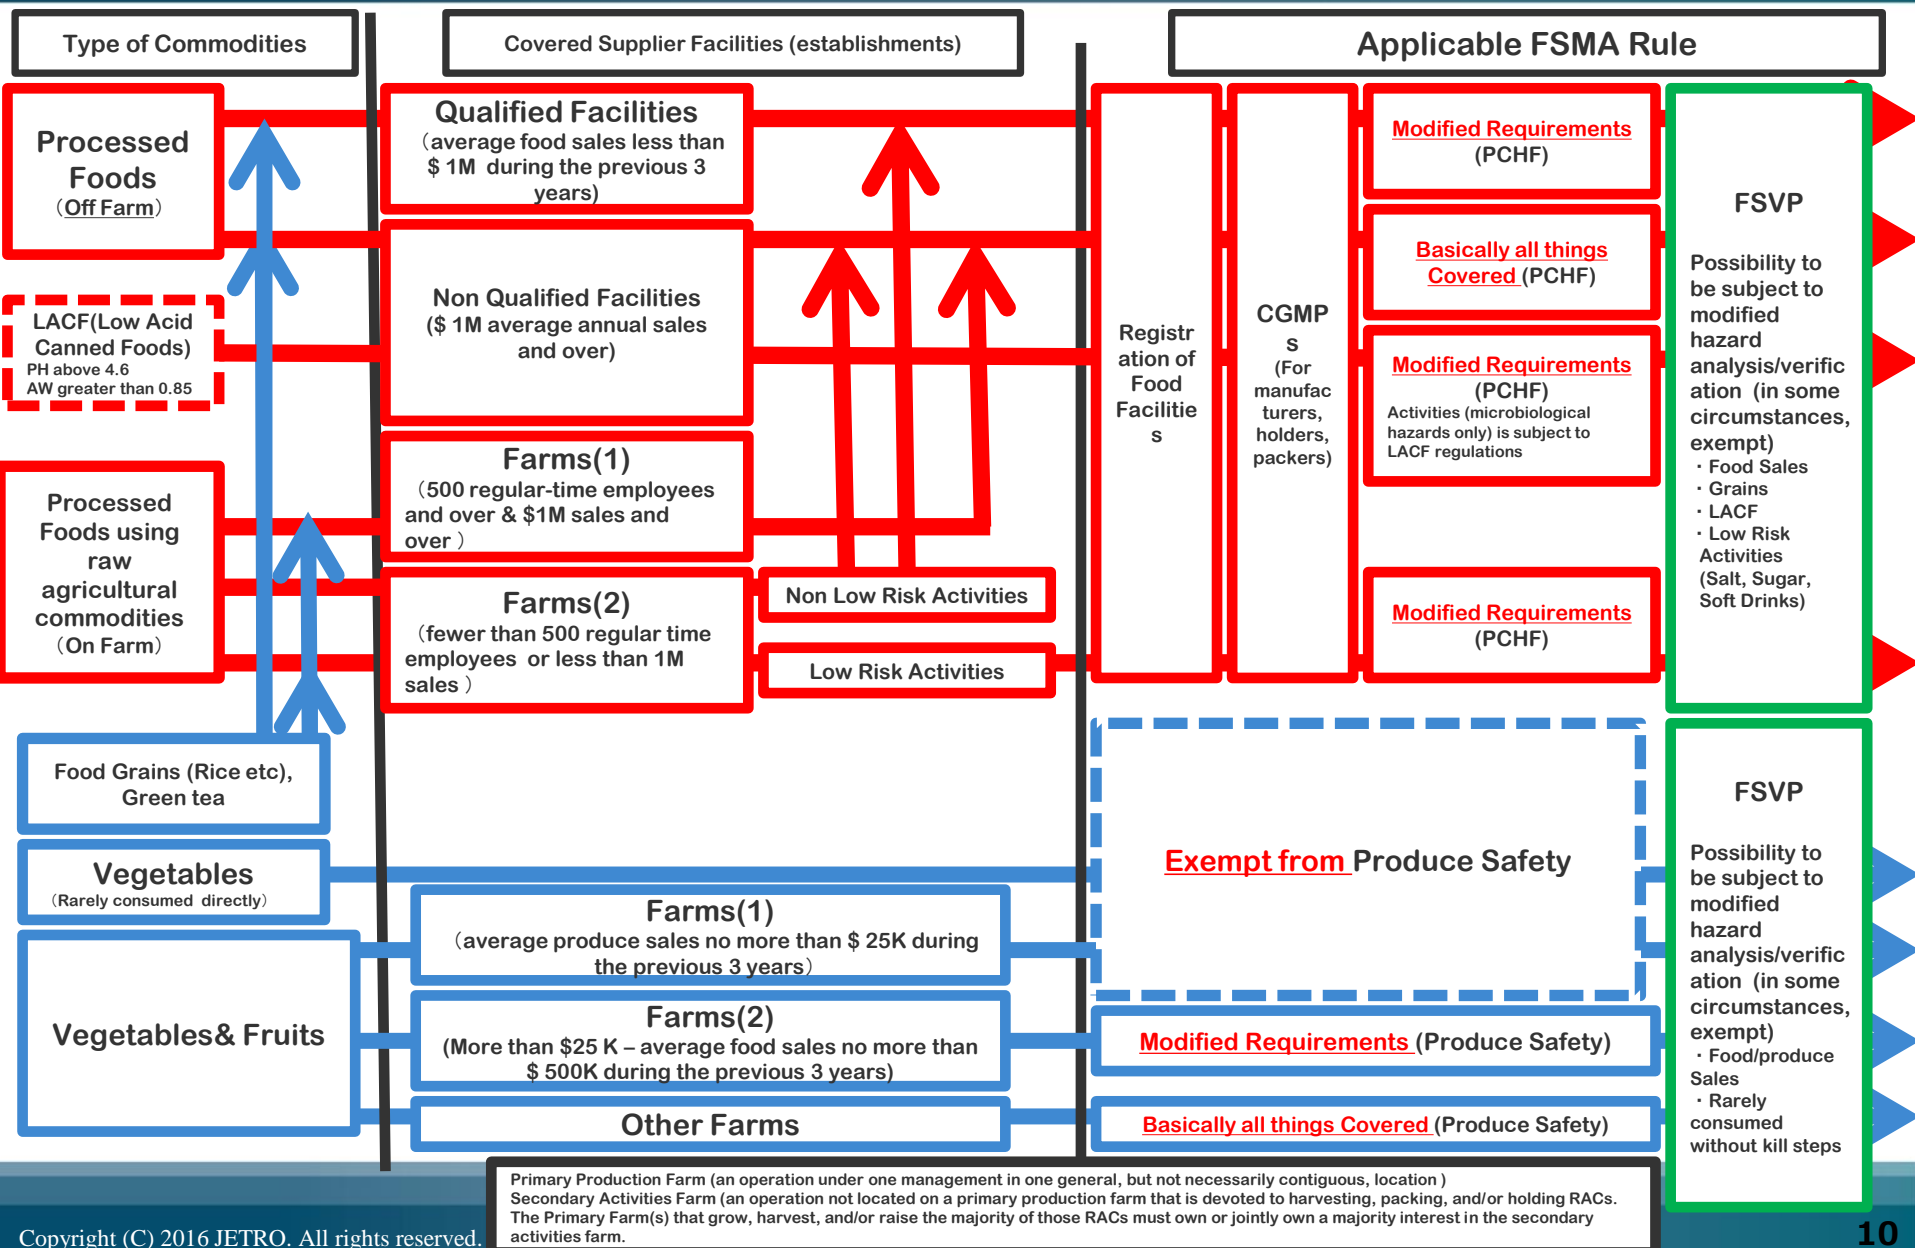 Type of Commodities
Covered Supplier Facilities (establishments)
Applicable FSMA Rule
Processed
Foods
（Off Farm）
LACF(Low Acid
Canned Foods)
PH above 4.6
AW greater than 0.85
Processed
Foods using
raw
agricultural
commodities
（On Farm）
Food Grains (Rice etc),
Green tea
Vegetables
（Rarely consumed directly）
Vegetables& Fruits
Qualified Facilities
（average food sales less than
$ 1M during the previous 3
years)
Non Qualified Facilities
($ 1M average annual sales
and over)
Farms(1)
（500 regular-time employees
and over & $1M sales and
over ）
Farms(2)
（fewer than 500 regular time
employees or less than 1M
sales ）
Non Low Risk Activities
Low Risk Activities
Farms(1)
（average produce sales no more than $ 25K during
the previous 3 years）
Farms(2)
(More than $25 K – average food sales no more than
$ 500K during the previous 3 years)
Other Farms
Registr
ation of
Food
Facilitie
s
CGMP
s
(For
manufac
turers,
holders,
packers)
Modified Requirements
(PCHF)
Basically all things
Covered (PCHF)
Modified Requirements
(PCHF)
Activities (microbiological
hazards only) is subject to
LACF regulations
Modified Requirements
(PCHF)
Exempt from Produce Safety
Modified Requirements (Produce Safety)
Basically all things Covered (Produce Safety)
FSVP
Possibility to
be subject to
modified
hazard
analysis/verific
ation (in some
circumstances,
exempt)
・Food Sales
・Grains
・LACF
・Low Risk
Activities
(Salt, Sugar,
Soft Drinks)
FSVP
Possibility to
be subject to
modified
hazard
analysis/verific
ation (in some
circumstances,
exempt)
・Food/produce
Sales
・Rarely
consumed
without kill steps
Primary Production Farm (an operation under one management in one general, but not necessarily contiguous, location )
Secondary Activities Farm (an operation not located on a primary production farm that is devoted to harvesting, packing, and/or holding RACs.
The Primary Farm(s) that grow, harvest, and/or raise the majority of those RACs must own or jointly own a majority interest in the secondary
activities farm.
Copyright (C) 2016 JETRO. All rights reserved.
10